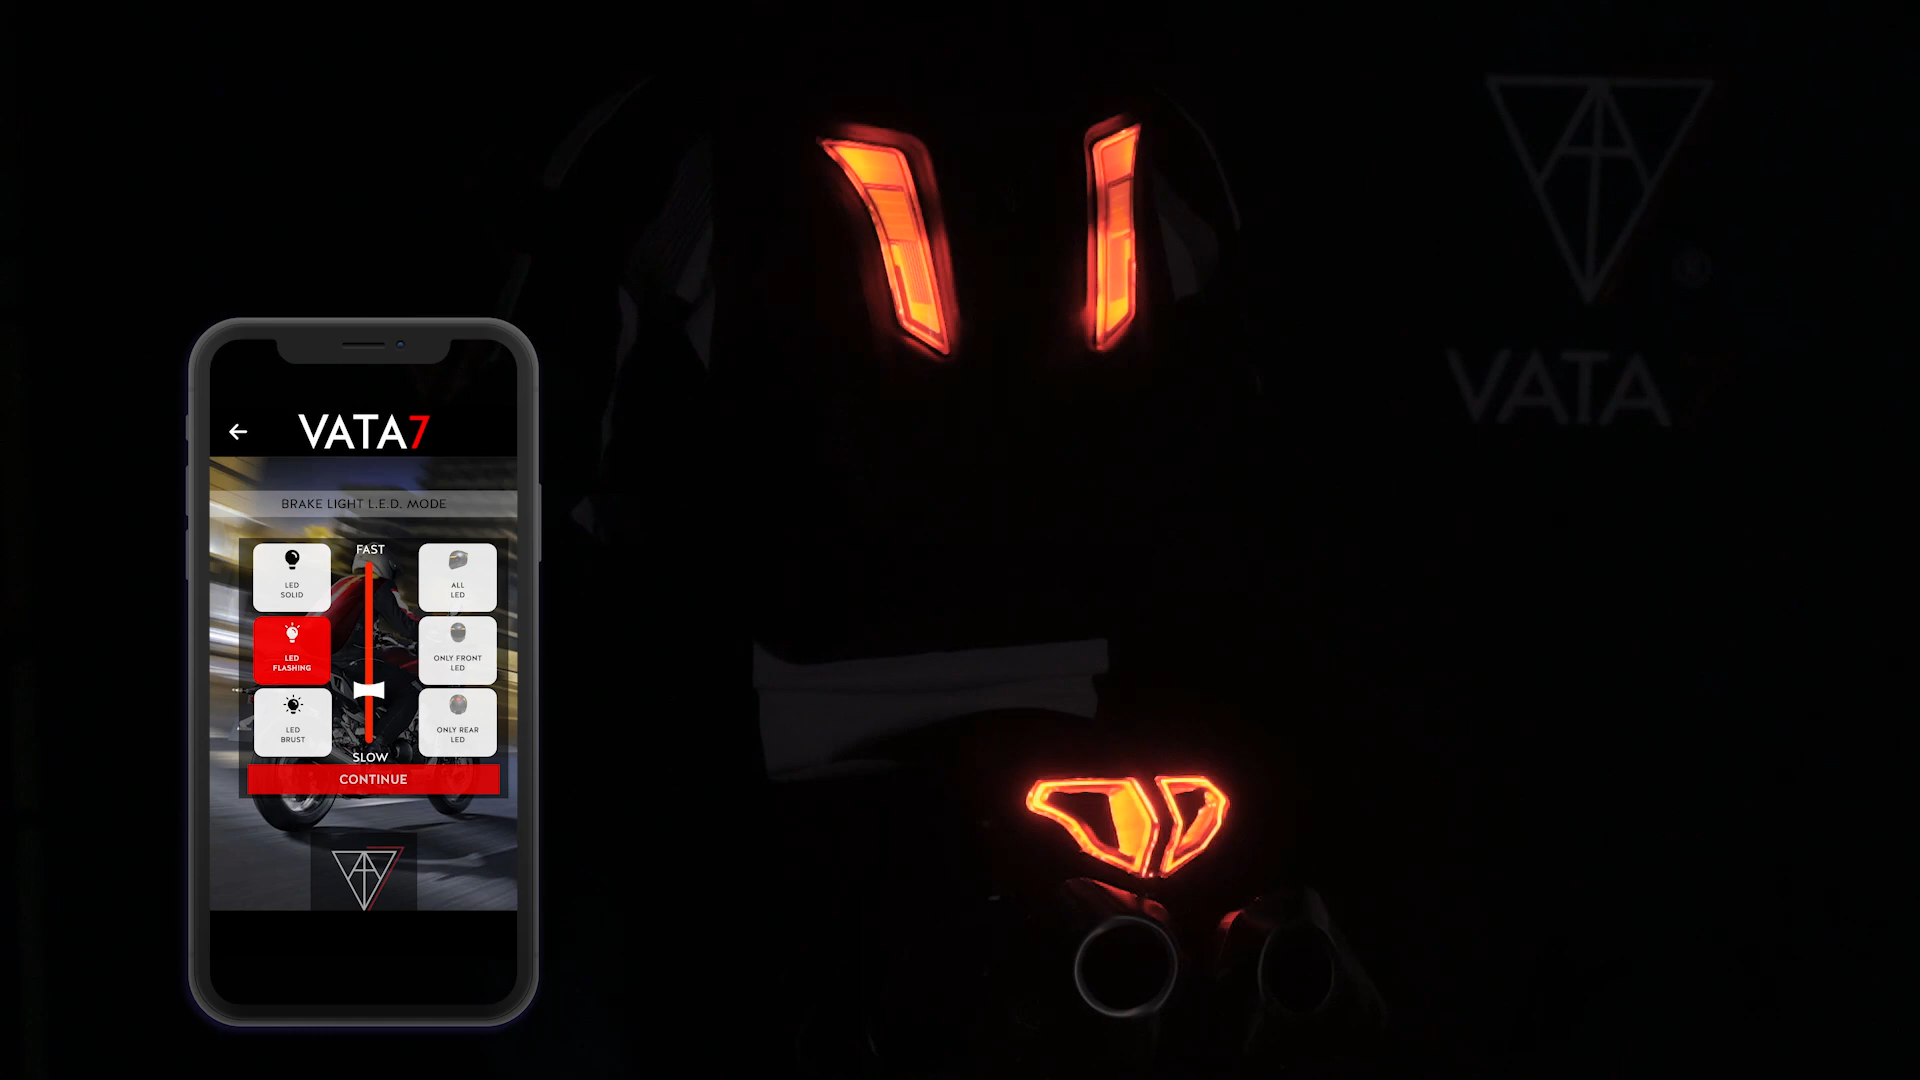 VATA7
BRAKE LIGHT L.E.D. MODE
FAST
LED
SOLID
ALL
LED
LED
FLASHING
ONLY FRONT
LED
LED
BRUST
ONLY REAR
LED
SLOW
CONTINUE
VATA7